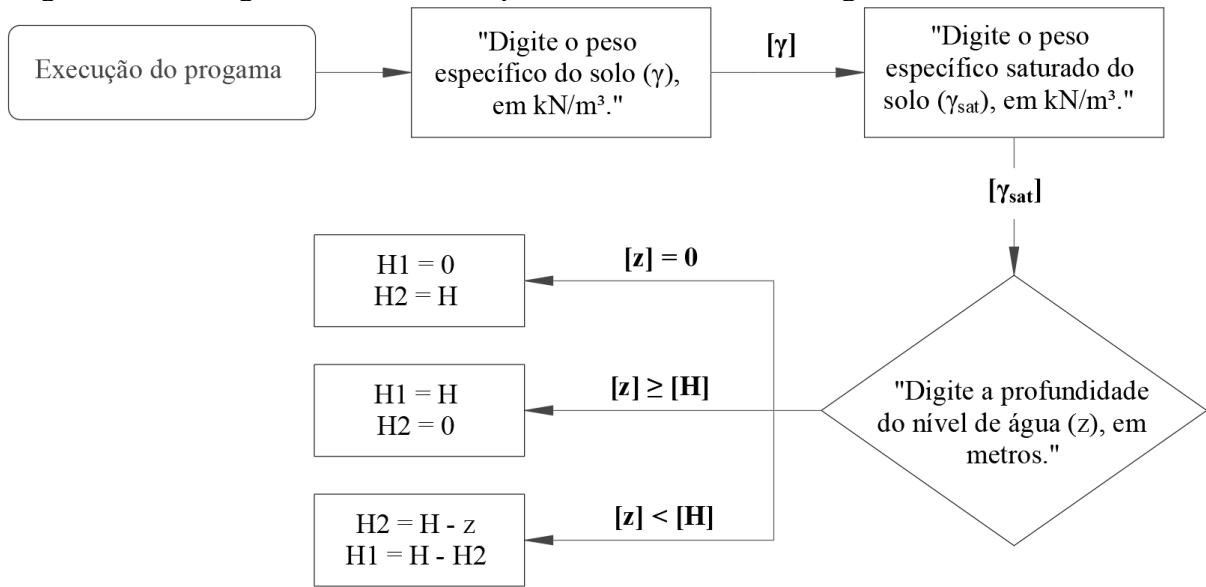 Execução do progama
"Digite o peso
específico do solo (γ),
em kN/m³."
[γ]
"Digite o peso
específico saturado do
solo (γsat), em kN/m³."
[γsat]
"Digite a profundidade
do nível de água (z), em
metros."
[z] = 0
H1 = 0
H2 = H
[z] ≥ [H]
H1 = H
H2 = 0
[z] < [H]
H2 = H - z
H1 = H - H2